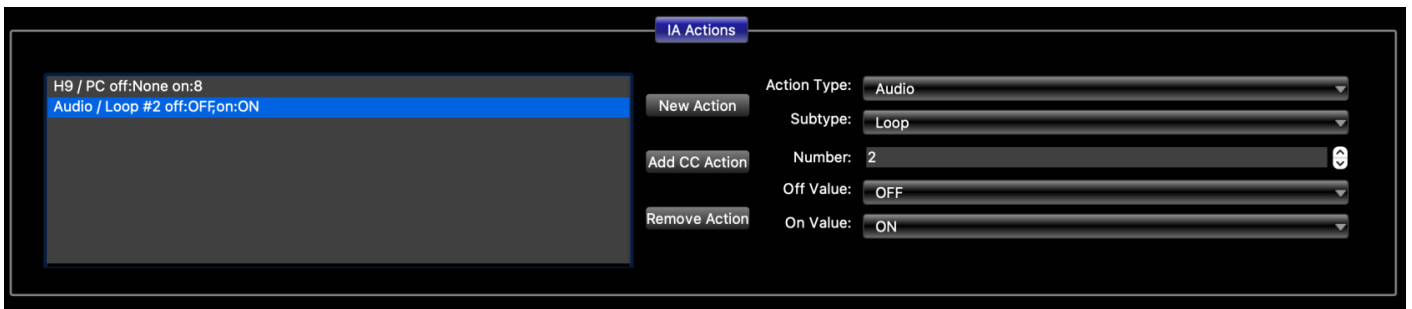 IA Actions
H9 / PC off:None on:8
Audio / Loop #2 off:OFF,on:ON
New Action
Add CC Action
Remove Action
Action Type: Audio
Subtype: Loop
Number: 2
Off Value: OFF
On Value: ON